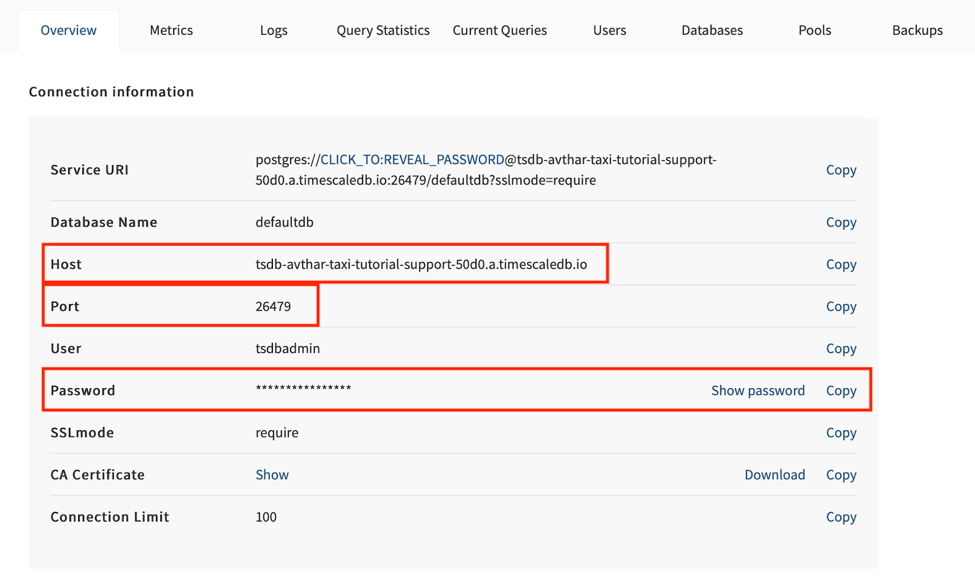 Overview Metrics Logs Query Statistics Current Queries Users Databases Pools Backups
Connection information
Service URI postgres://CLICK_TO:REVEAL_PASSWORD@tsdb-avthar-taxi-tutorial-support- Copy
50d0.a.timescaledb.io:26479/defaultdb?sslmode=require
Database Name defaultdb Copy
Host tsdb-avthar-taxi-tutorial-support-50d0.a.timescaledb.io Copy
Port 26479 Copy
User tsdbadmin Copy
Password **************** Show password Copy
SSLmode require Copy
CA Certificate Show Download Copy
Connection Limit 100 Copy